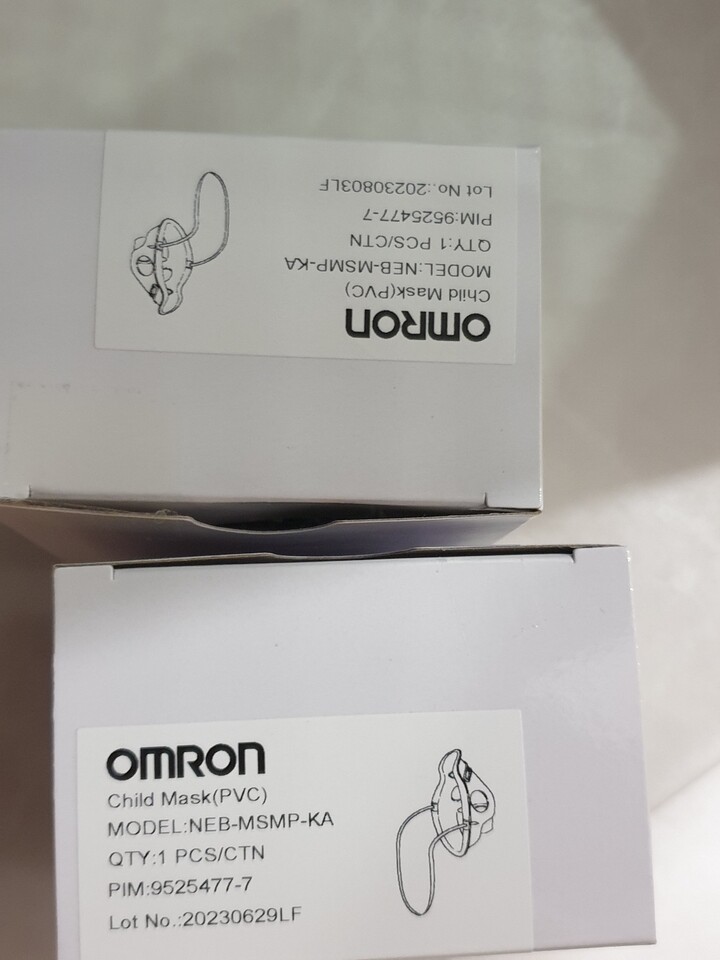 OMRON
Child Mask(PVC)
MODEL:NEB-MSMP-KA
QTY:1 PCS/CTN
PIM:9525477-7
Lot No.:20230803LF
OMRON
Child Mask(PVC)
MODEL:NEB-MSMP-KA
QTY:1 PCS/CTN
PIM:9525477-7
Lot No.:20230629LF